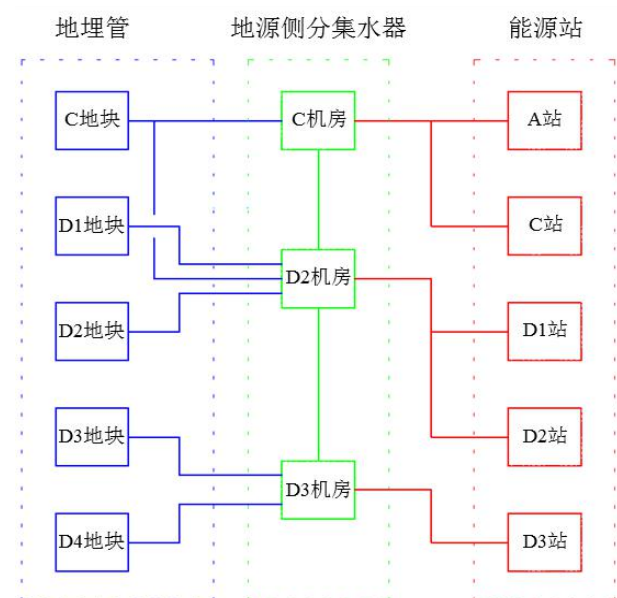 地埋管 地源侧分集水器 能源站
C地块 C机房 A站
C站
D1地块
D2机房
D2地块 D1站
D3地块 D2站
D3机房
D4地块 D3站